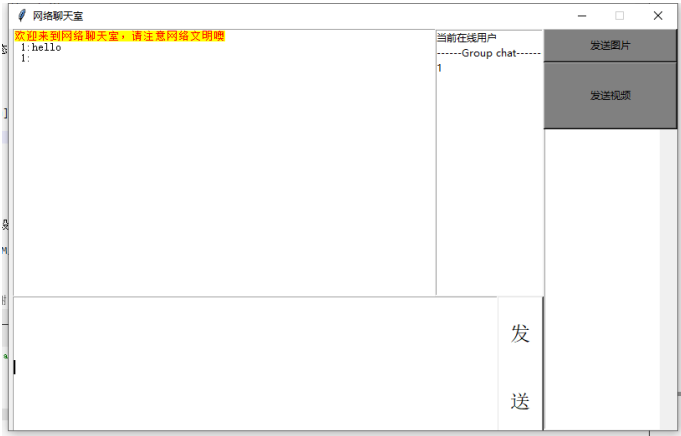 网络聊天室
欢迎来到网络聊天室，请注意网络文明噢
1:hello
1:
当前在线用户
------Group chat------
1
发送图片
发送视频
发
送